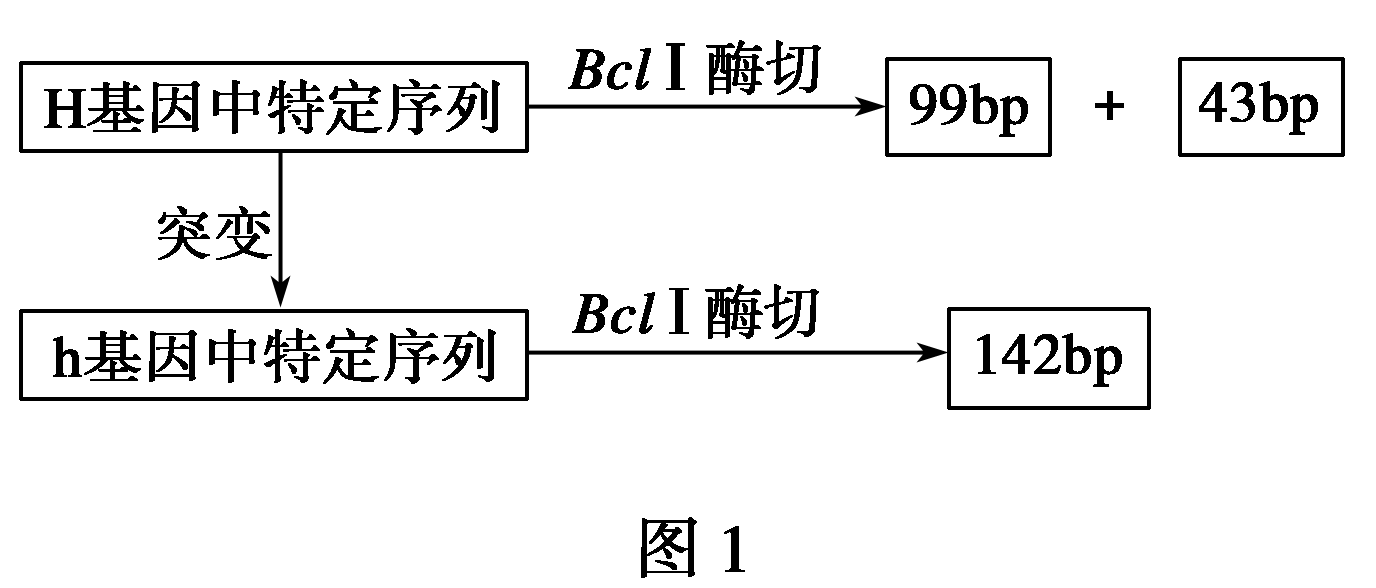 BclⅠ酶切
H基因中特定序列
99bp + 43bp
突变
BclⅠ酶切
h基因中特定序列
142bp
图 1